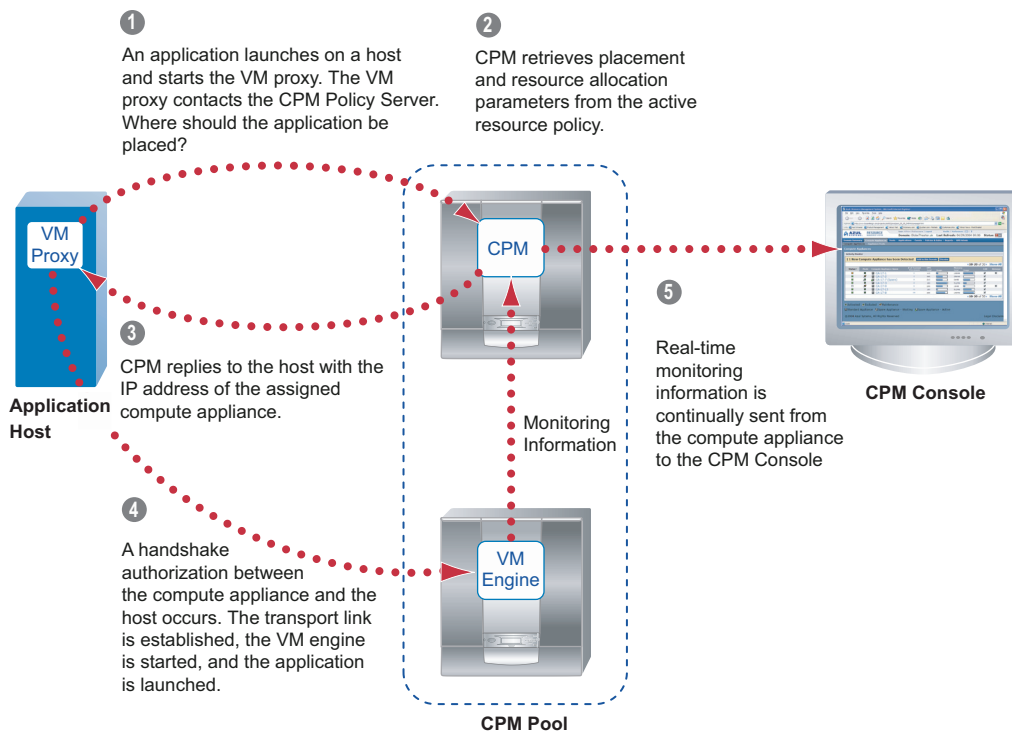 1
An application launches on a host
and starts the VM proxy. The VM
proxy contacts the CPM Policy Server.
Where should the application be
placed?
2
CPM retrieves placement
and resource allocation
parameters from the active
resource policy.
VM
Proxy
CPM
3
CPM replies to the host with the
IP address of the assigned
compute appliance.
Application
Host
5
Real-time
monitoring
information is
continually sent from
the compute appliance
to the CPM Console
CPM Console
Monitoring
Information
4
A handshake
authorization between
the compute appliance and the
host occurs. The transport link
is established, the VM engine
is started, and the application
is launched.
VM
Engine
CPM Pool